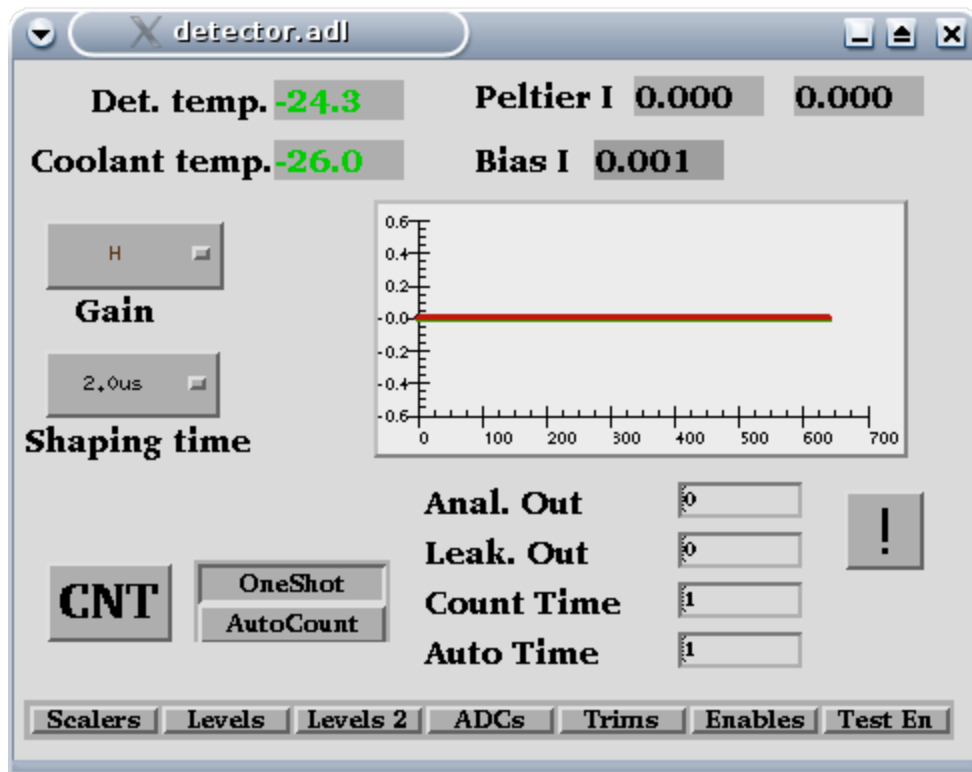 detector.adl
Det. temp. -24.3 Peltier I 0.000 0.000
Coolant temp. -26.0 Bias I 0.001
H
Gain
2.0us
Shaping time
0.6
0.4
0.2
-0.0
-0.2
-0.4
-0.6
0 100 200 300 400 500 600 700
Anal. Out 0
!
Leak. Out 0
CNT
OneShot
AutoCount
Count Time 1
Auto Time 1
Scalers Levels Levels 2 ADCs Trims Enables Test En